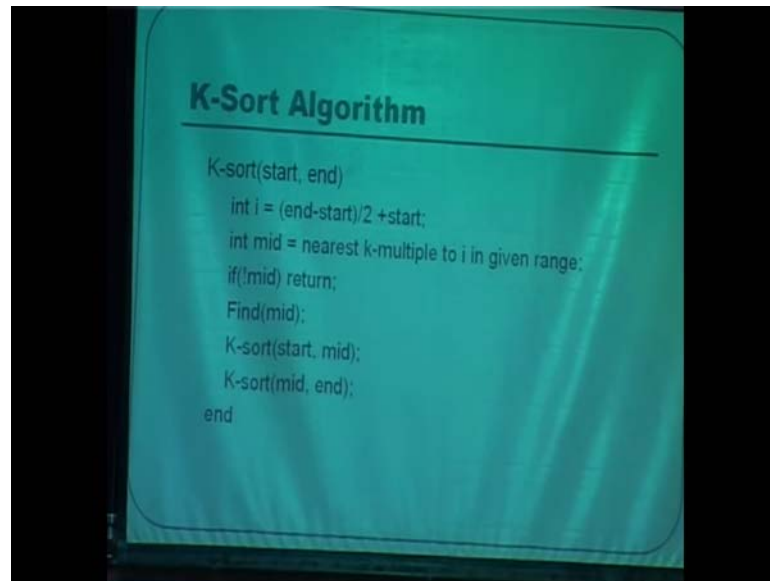 K-Sort Algorithm
K-sort(start, end)
int i = (end-start)/2 +start;
int mid = nearest k-multiple to i in given range;
if(!mid) return;
Find(mid);
K-sort(start, mid);
K-sort(mid, end);
end